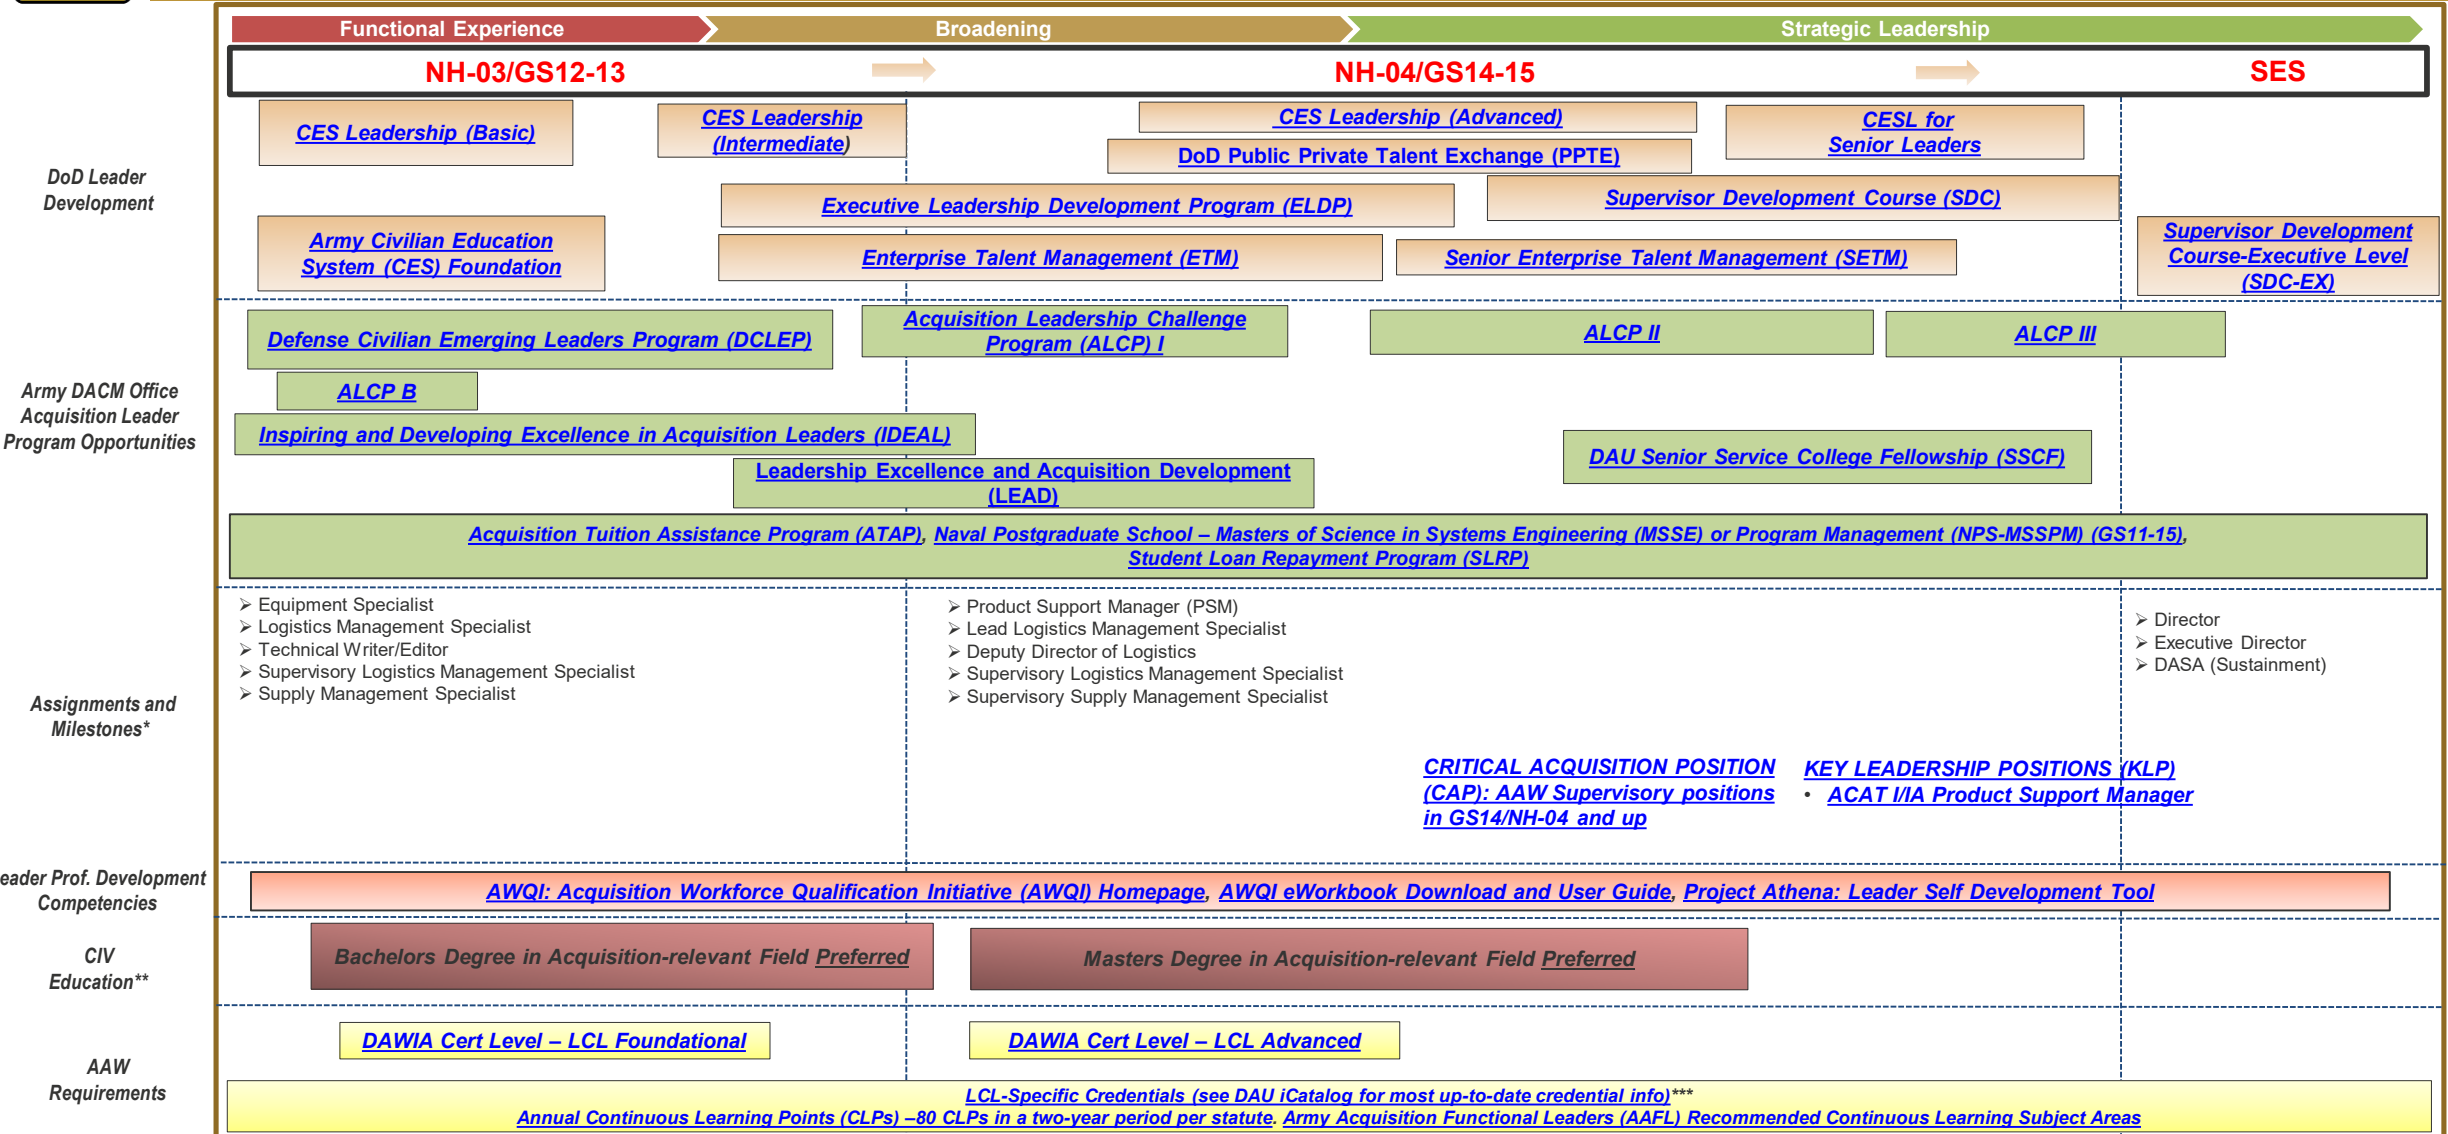 Functional Experience
Broadening
Strategic Leadership
NH-03/GS12-13
NH-04/GS14-15
SES
DoD Leader
Development
CES Leadership (Basic)
CES Leadership
(Intermediate)
CES Leadership (Advanced)
DoD Public Private Talent Exchange (PPTE)
CESL for
Senior Leaders
Executive Leadership Development Program (ELDP)
Supervisor Development Course (SDC)
Army Civilian Education
System (CES) Foundation
Enterprise Talent Management (ETM)
Senior Enterprise Talent Management (SETM)
Supervisor Development
Course-Executive Level
(SDC-EX)
Army DACM Office
Acquisition Leader
Program Opportunities
Defense Civilian Emerging Leaders Program (DCLEP)
Acquisition Leadership Challenge
Program (ALCP) I
ALCP II
ALCP III
ALCP B
Inspiring and Developing Excellence in Acquisition Leaders (IDEAL)
Leadership Excellence and Acquisition Development
(LEAD)
DAU Senior Service College Fellowship (SSCF)
Acquisition Tuition Assistance Program (ATAP), Naval Postgraduate School – Masters of Science in Systems Engineering (MSSE) or Program Management (NPS-MSSPM) (GS11-15),
Student Loan Repayment Program (SLRP)
Assignments and
Milestones*
➢ Equipment Specialist
➢ Logistics Management Specialist
➢ Technical Writer/Editor
➢ Supervisory Logistics Management Specialist
➢ Supply Management Specialist
➢ Product Support Manager (PSM)
➢ Lead Logistics Management Specialist
➢ Deputy Director of Logistics
➢ Supervisory Logistics Management Specialist
➢ Supervisory Supply Management Specialist
➢ Director
➢ Executive Director
➢ DASA (Sustainment)
CRITICAL ACQUISITION POSITION
(CAP): AAW Supervisory positions
in GS14/NH-04 and up
KEY LEADERSHIP POSITIONS (KLP)
• ACAT I/IA Product Support Manager
eader Prof. Development
Competencies
AWQI: Acquisition Workforce Qualification Initiative (AWQI) Homepage, AWQI eWorkbook Download and User Guide, Project Athena: Leader Self Development Tool
CIV
Education**
Bachelors Degree in Acquisition-relevant Field Preferred
Masters Degree in Acquisition-relevant Field Preferred
AAW
Requirements
DAWIA Cert Level – LCL Foundational
DAWIA Cert Level – LCL Advanced
LCL-Specific Credentials (see DAU iCatalog for most up-to-date credential info)***
Annual Continuous Learning Points (CLPs) –80 CLPs in a two-year period per statute. Army Acquisition Functional Leaders (AAFL) Recommended Continuous Learning Subject Areas